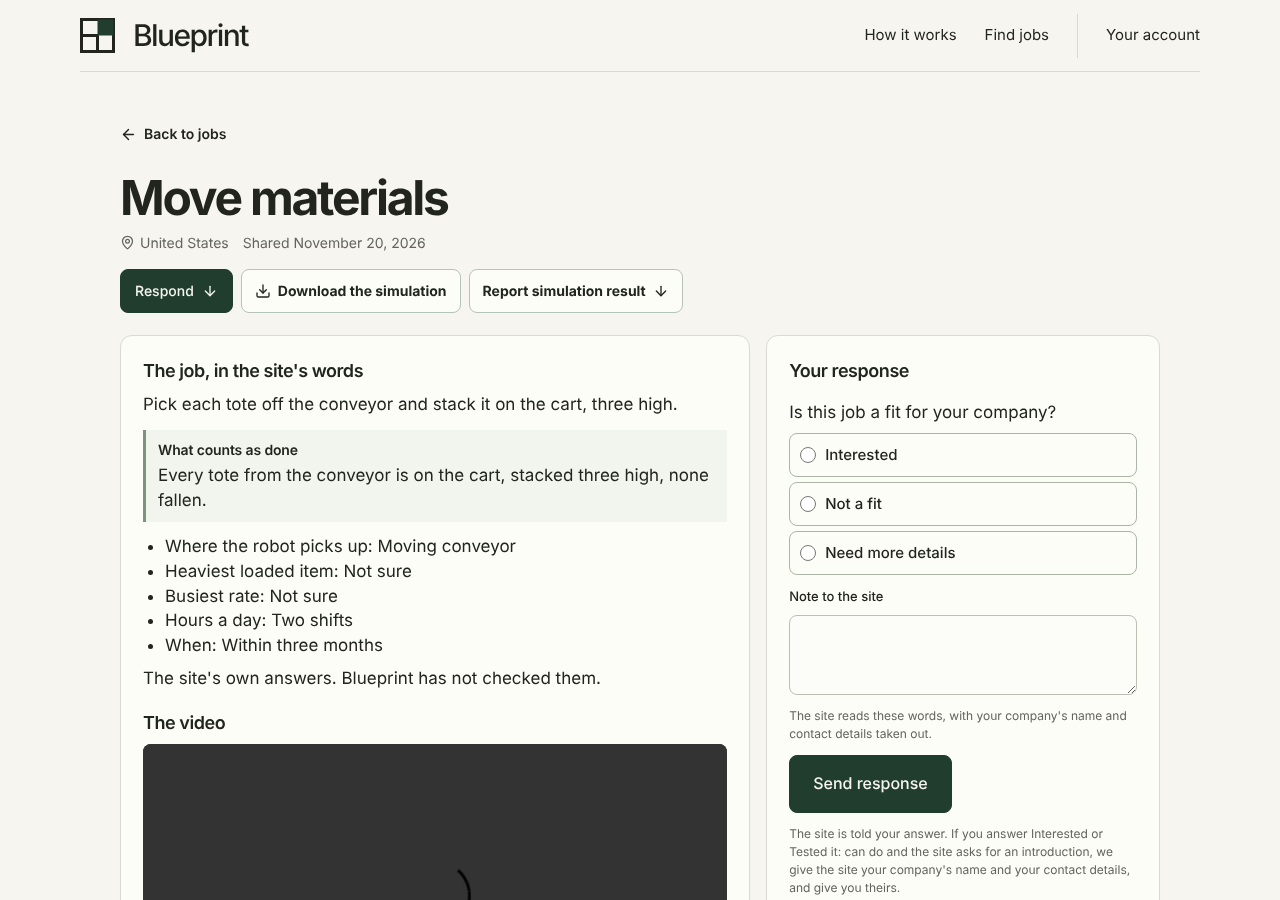 Blueprint
How it works
Find jobs
Your account
Back to jobs
Move materials
United States Shared November 20, 2026
Respond
Download the simulation
Report simulation result
The job, in the site's words
Pick each tote off the conveyor and stack it on the cart, three high.
What counts as done
Every tote from the conveyor is on the cart, stacked three high, none
fallen.
Where the robot picks up: Moving conveyor
Heaviest loaded item: Not sure
Busiest rate: Not sure
Hours a day: Two shifts
When: Within three months
The site's own answers. Blueprint has not checked them.
The video
Your response
Is this job a fit for your company?
Interested
Not a fit
Need more details
Note to the site
The site reads these words, with your company's name and
contact details taken out.
Send response
The site is told your answer. If you answer Interested or
Tested it: can do and the site asks for an introduction, we
give the site your company's name and your contact details,
and give you theirs.